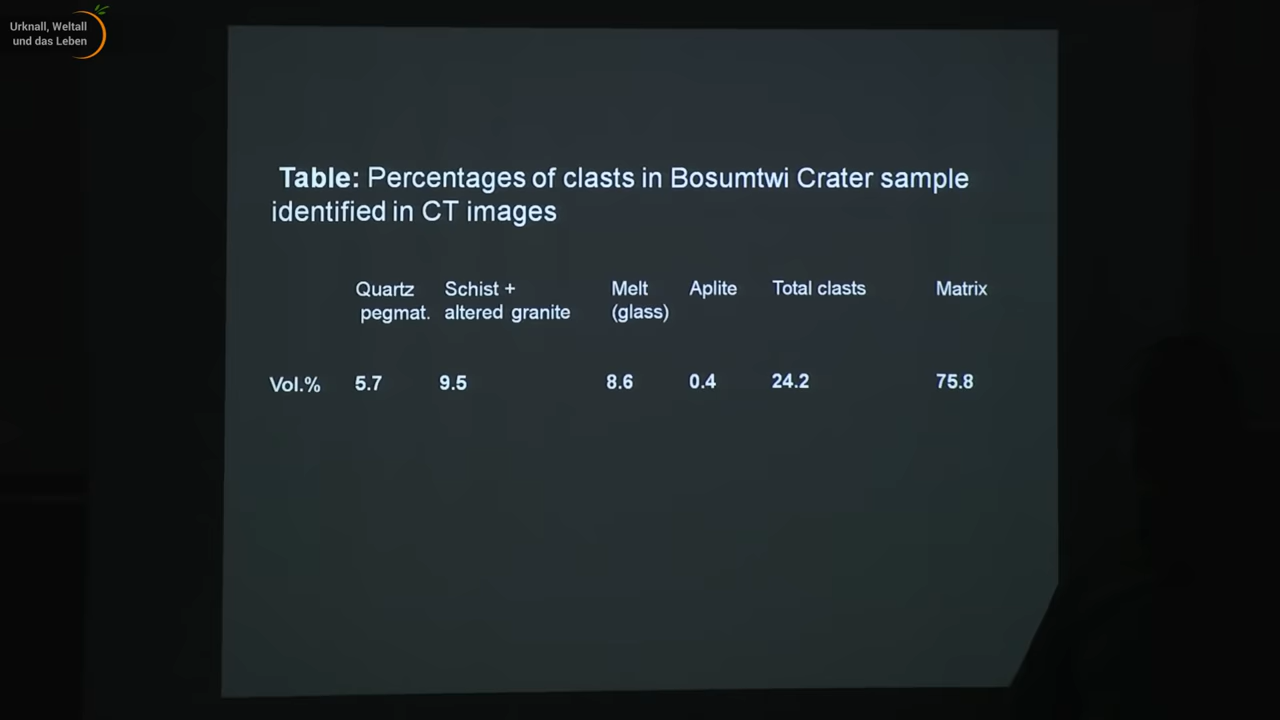 Urknall, Weltall
und das Leben
Table: Percentages of clasts in Bosumtwi Crater sample
identified in CT images
Quartz Schist + Melt Aplite Total clasts Matrix
pegmat. altered granite (glass)
Vol.% 5.7 9.5 8.6 0.4 24.2 75.8